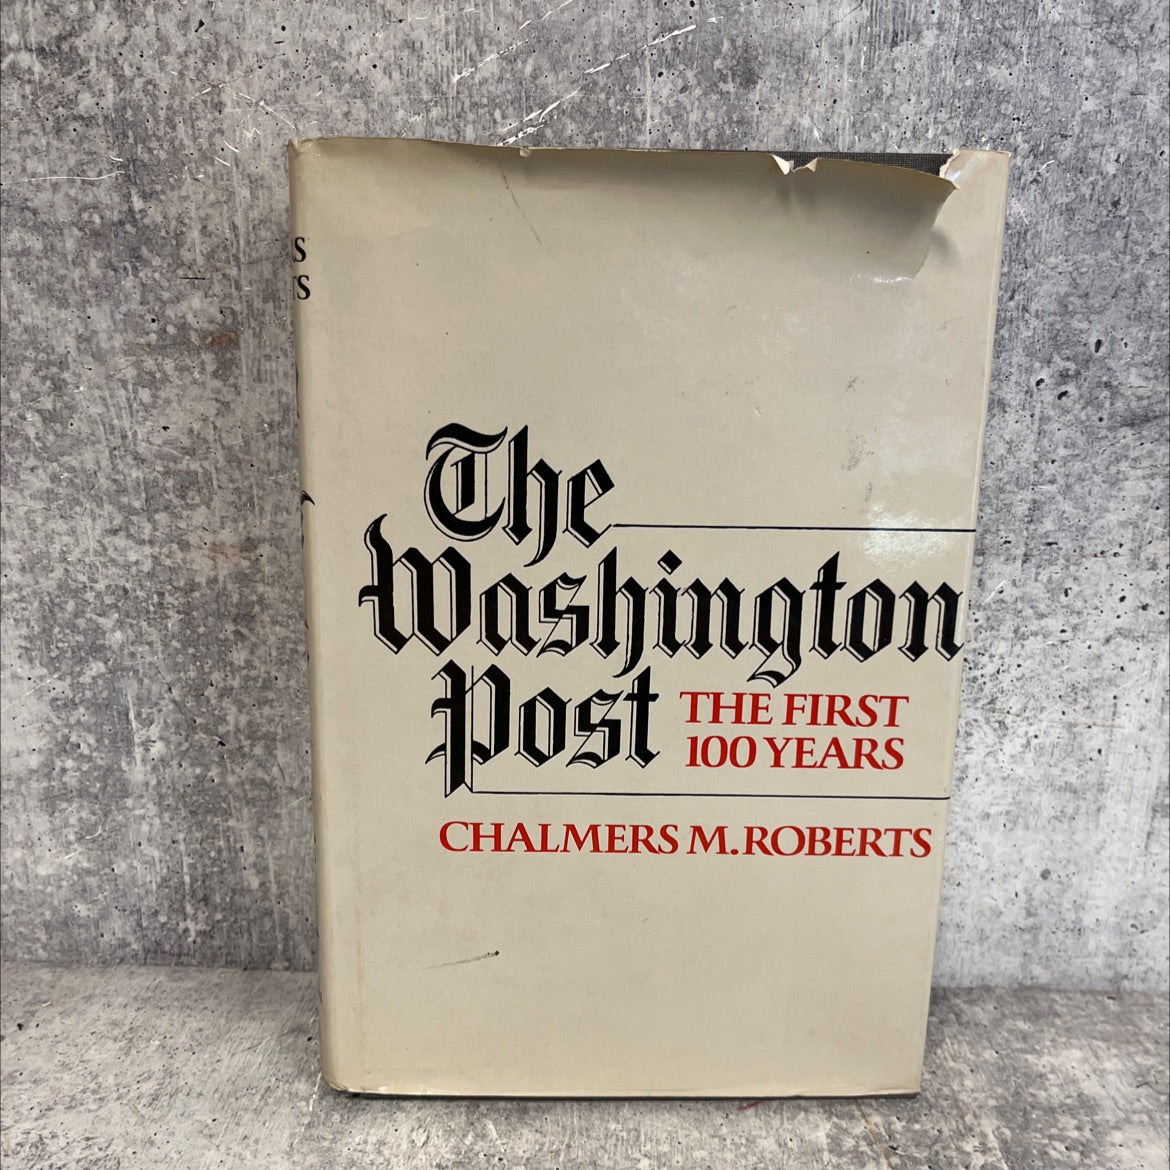 The
Washington
Post
THE FIRST
100 YEARS
CHALMERS M. ROBERTS